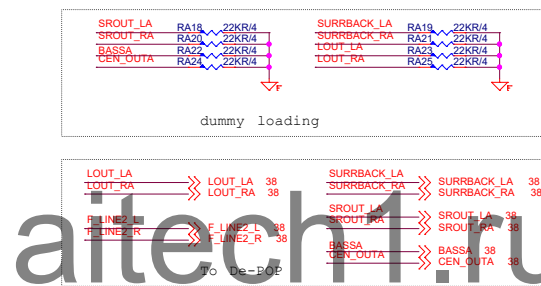 SROUT_LA RA18 22KR/4
SROUT_RA RA20 22KR/4
BASSA RA22 22KR/4
CEN_OUTA RA24 22KR/4
F
SURRBACK_LA RA19 22KR/4
SURRBACK_RA RA21 22KR/4
LOUT_LA RA23 22KR/4
LOUT_RA RA25 22KR/4
F
dummy loading
LOUT_LA LOUT_LA 38
LOUT_RA LOUT_RA 38
F_LINE2_L F_LINE2_L 38
F_LINE2_R F_LINE2_R 38
SURRBACK_LA SURRBACK_LA 38
SURRBACK_RA SURRBACK_RA 38
SROUT_LA SROUT_LA 38
SROUT_RA SROUT_RA 38
BASSA BASSA 38
CEN_OUTA CEN_OUTA 38
To De-POP
aitech1.ru